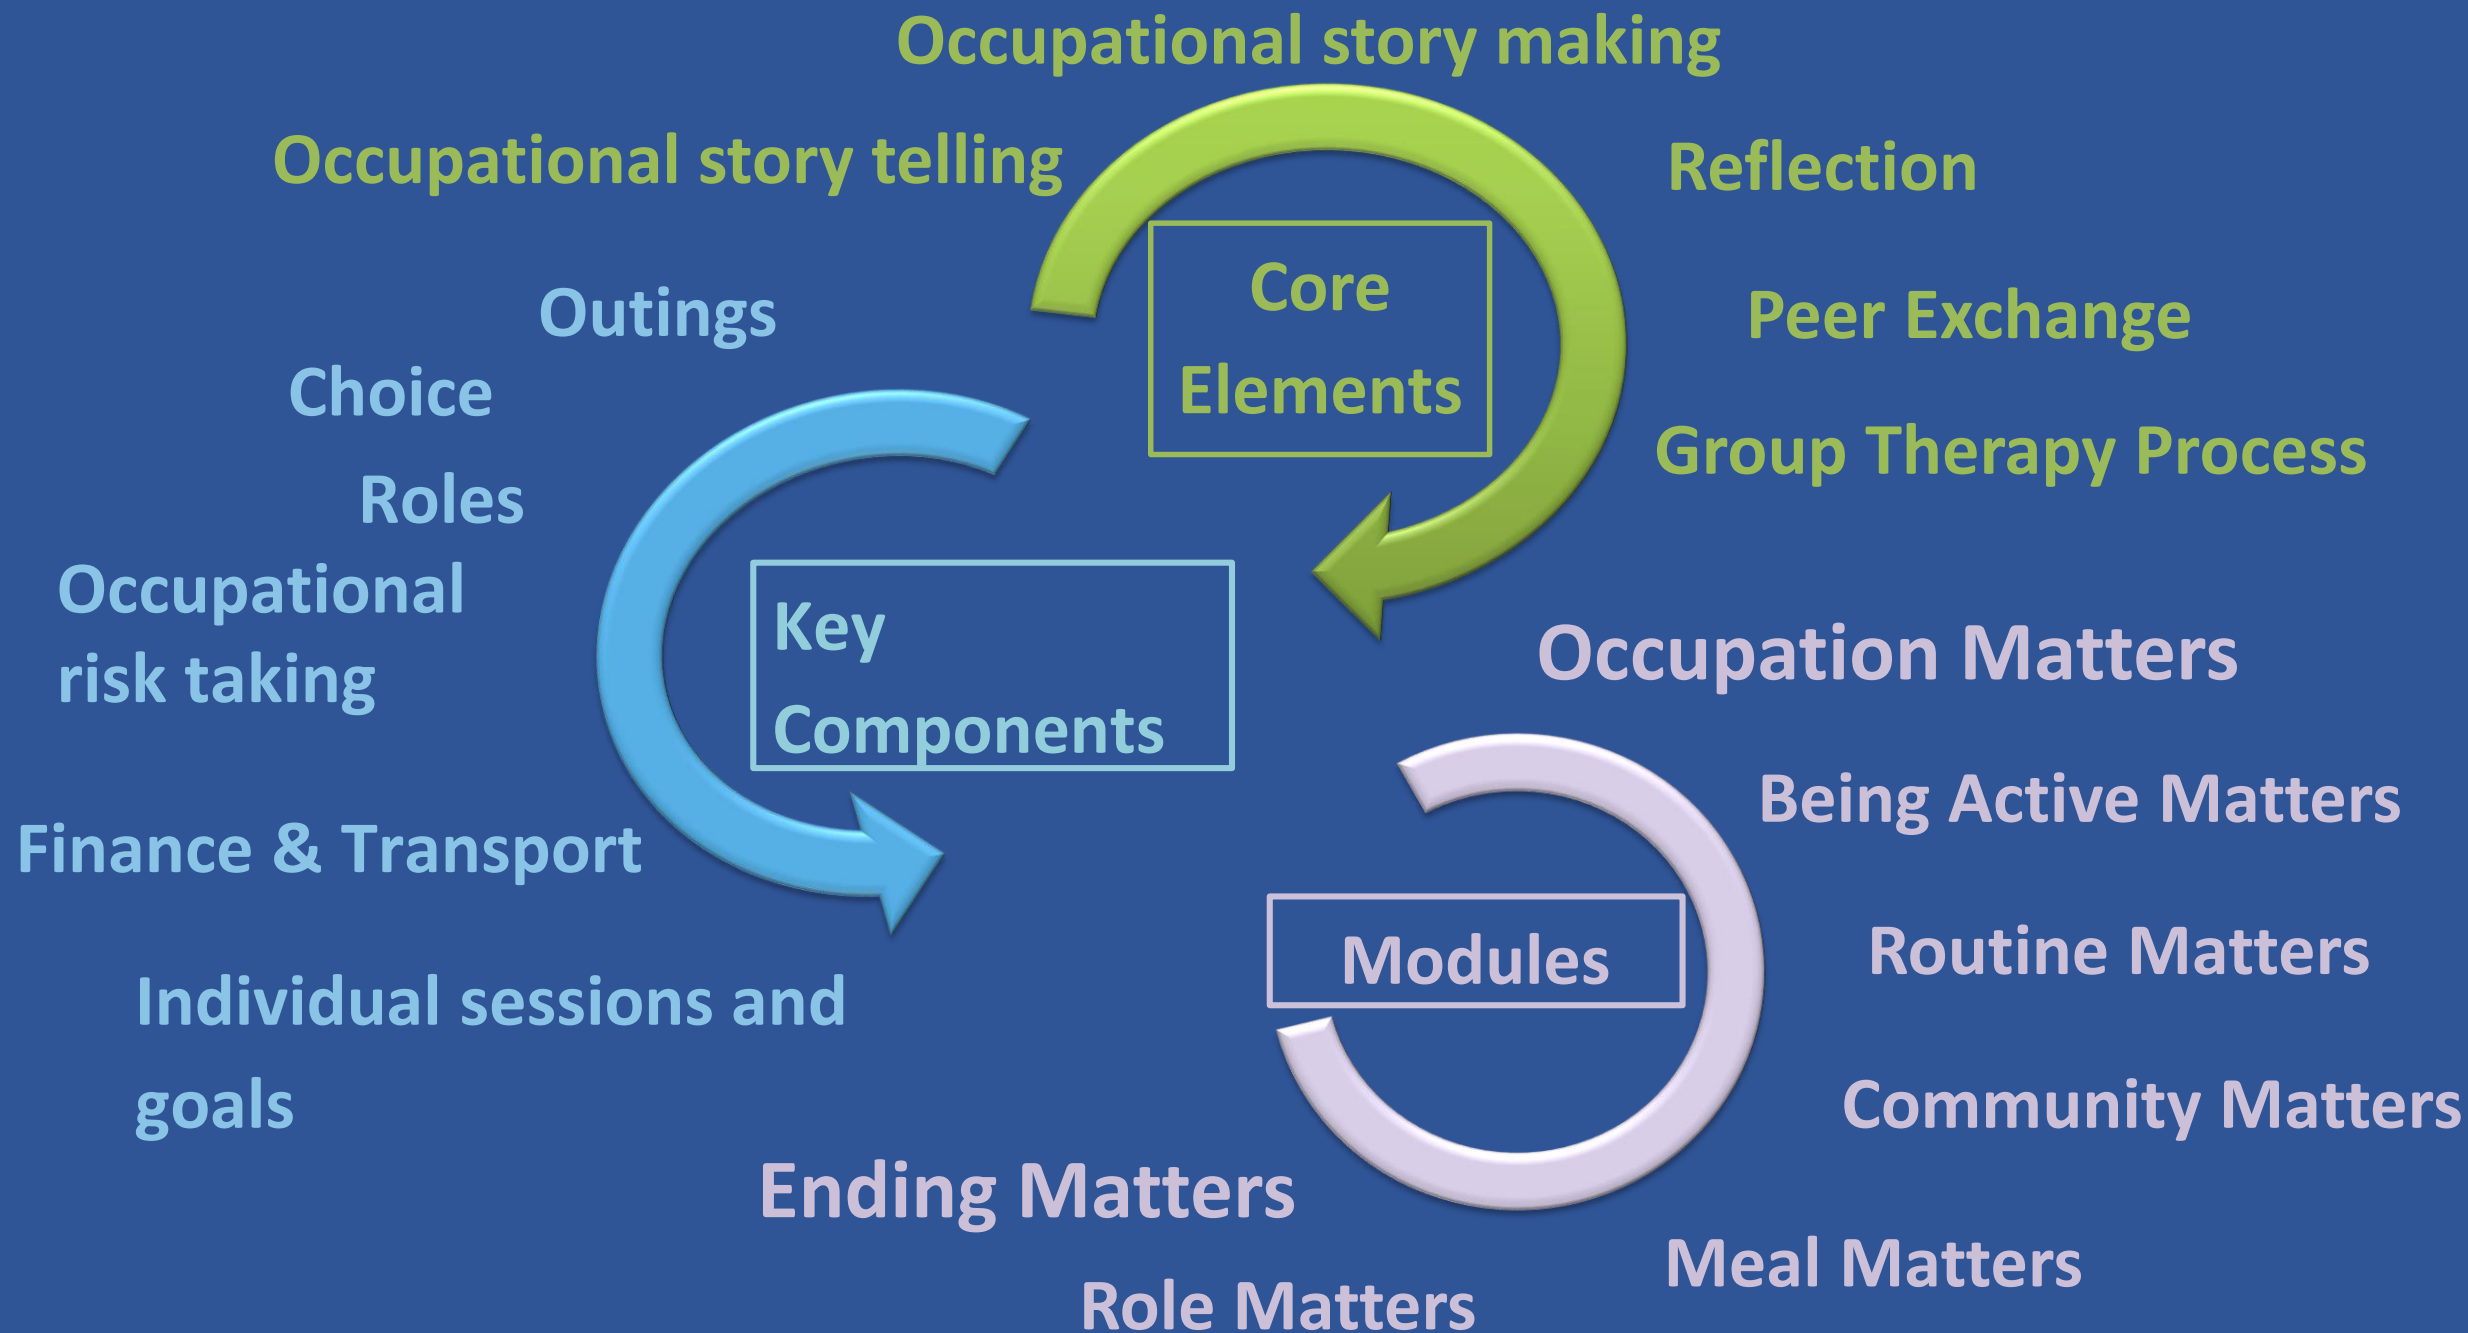 Occupational story making
Occupational story telling
Reflection
Core
Elements
Peer Exchange
Group Therapy Process
Outings
Choice
Roles
Occupational
risk taking
Key
Components
Finance & Transport
Individual sessions and
goals
Occupation Matters
Being Active Matters
Modules
Routine Matters
Community Matters
Meal Matters
Role Matters
Ending Matters